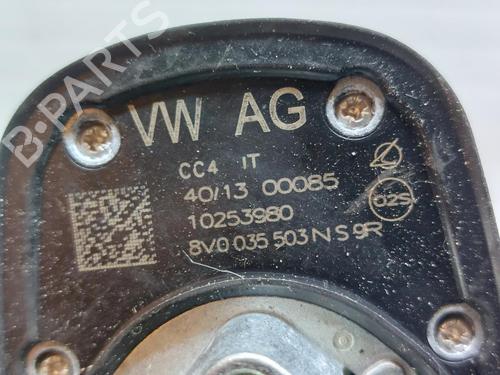 B-PARTS
VW AG
CC4 IT
40/13 00085
10253980
8V0 035 503 N S 9R
02S